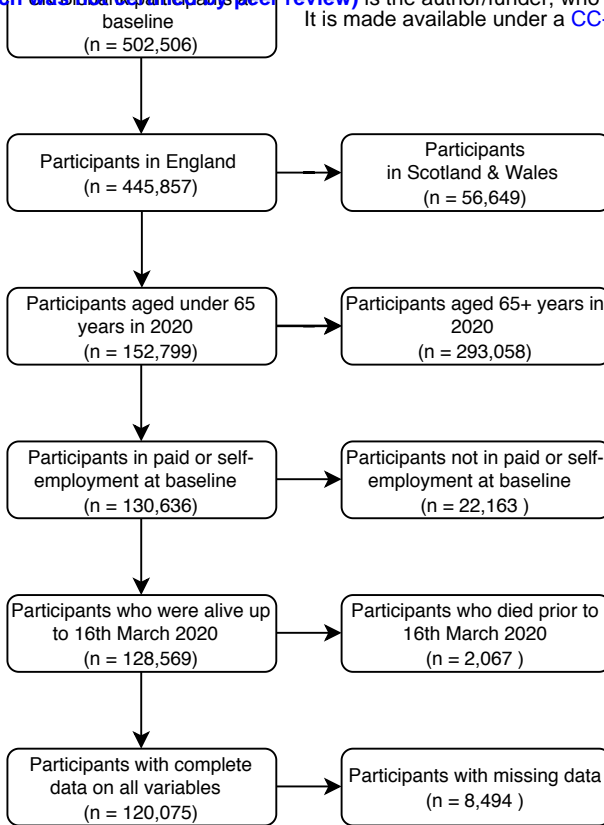 review) is the author/funder, who
It is made available under a CC-
baseline
(n = 502,506)
Participants in England
(n = 445,857)
Participants
in Scotland & Wales
(n = 56,649)
Participants aged under 65
years in 2020
(n = 152,799)
Participants aged 65+ years in
2020
(n = 293,058)
Participants in paid or self-
employment at baseline
(n = 130,636)
Participants not in paid or self-
employment at baseline
(n = 22,163 )
Participants who were alive up
to 16th March 2020
(n = 128,569)
Participants who died prior to
16th March 2020
(n = 2,067 )
Participants with complete
data on all variables
(n = 120,075)
Participants with missing data
(n = 8,494 )